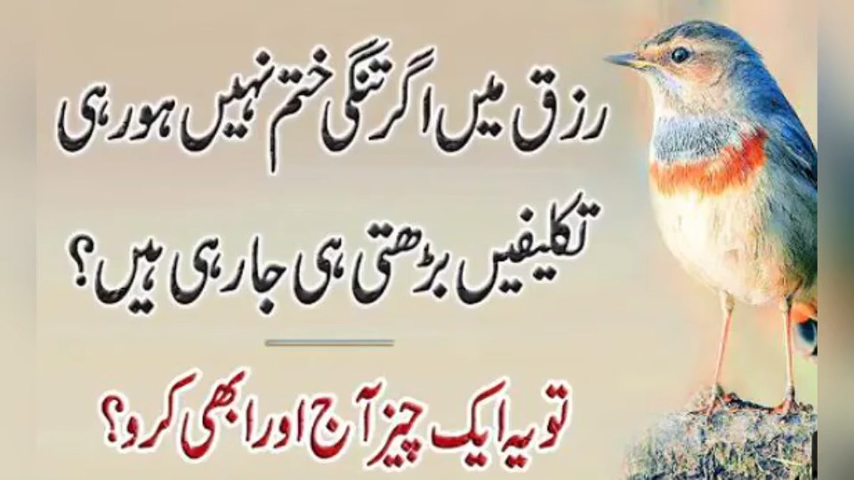 رزق میں اگر تنگی ختم نہیں ہو رہی
تکلیفیں بڑھتی ہی جا رہی ہیں؟
تو یہ ایک چیز آج اور ابھی کرو؟